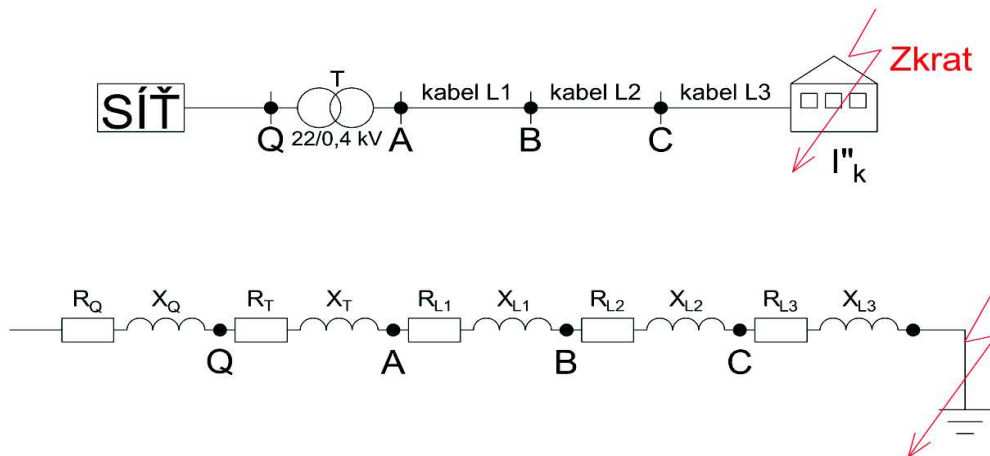 T
kabel L1
kabel L2
kabel L3
Zkrat
SÍŤ
Q
22/0,4 kV
A
B
C
I"k
RQ
XQ
RT
XT
RL1
XL1
RL2
XL2
RL3
XL3
Q
A
B
C